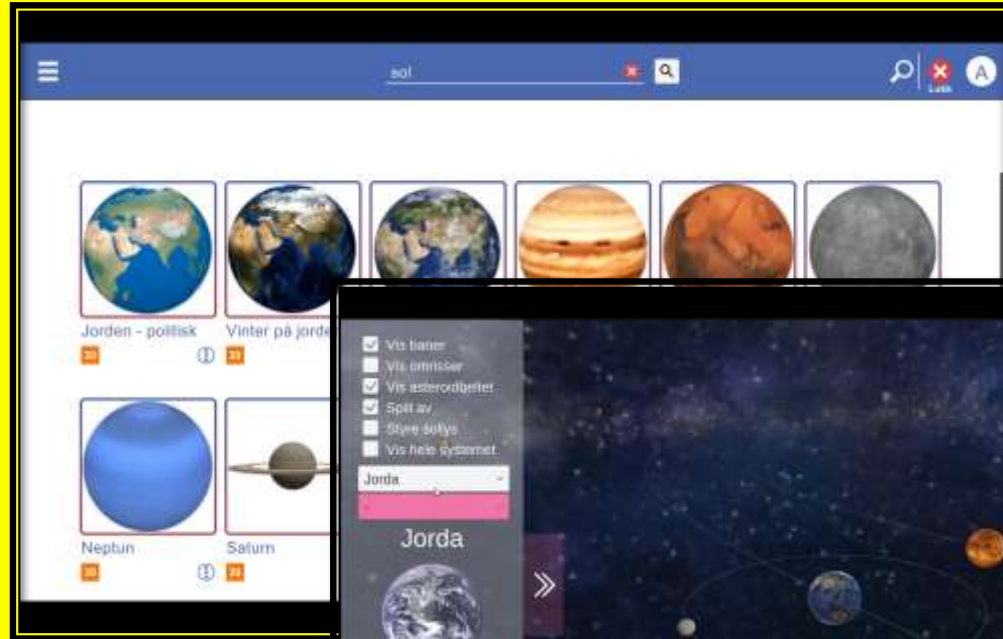 sol
Lukk
A
Jorden - politisk
Vinter på jorde
3D
3D
Neptun
Saturn
3D
3D
Vis baner
Vis omrisser
Vis asteroidbeltet
Spill av
Styre sollys
Vis hele systemet
Jorda
Jorda